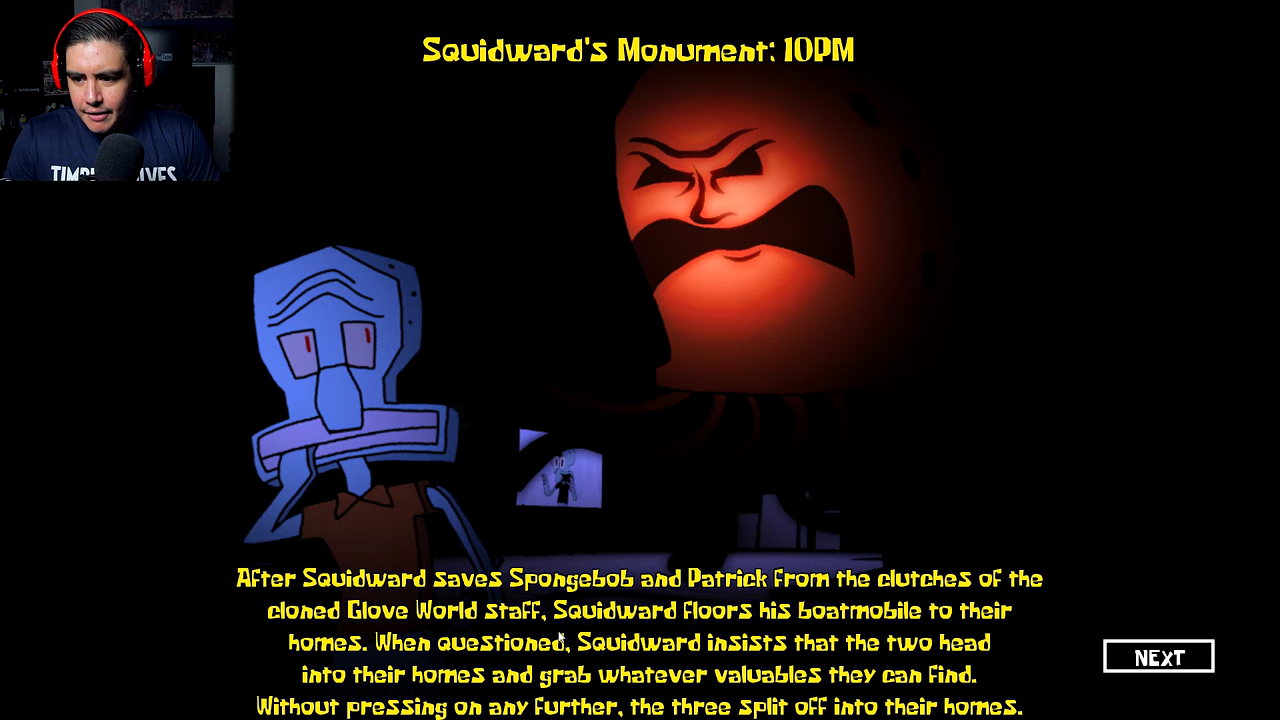 Squidward's Monument: 10PM
After Squidward saves Spongebob and Patrick from the clutches of the
cloned Glove World staff, Squidward floors his boatmobile to their
homes. When questioned, Squidward insists that the two head
into their homes and grab whatever valuables they can find.
Without pressing on any further, the three split off into their homes.
NEXT